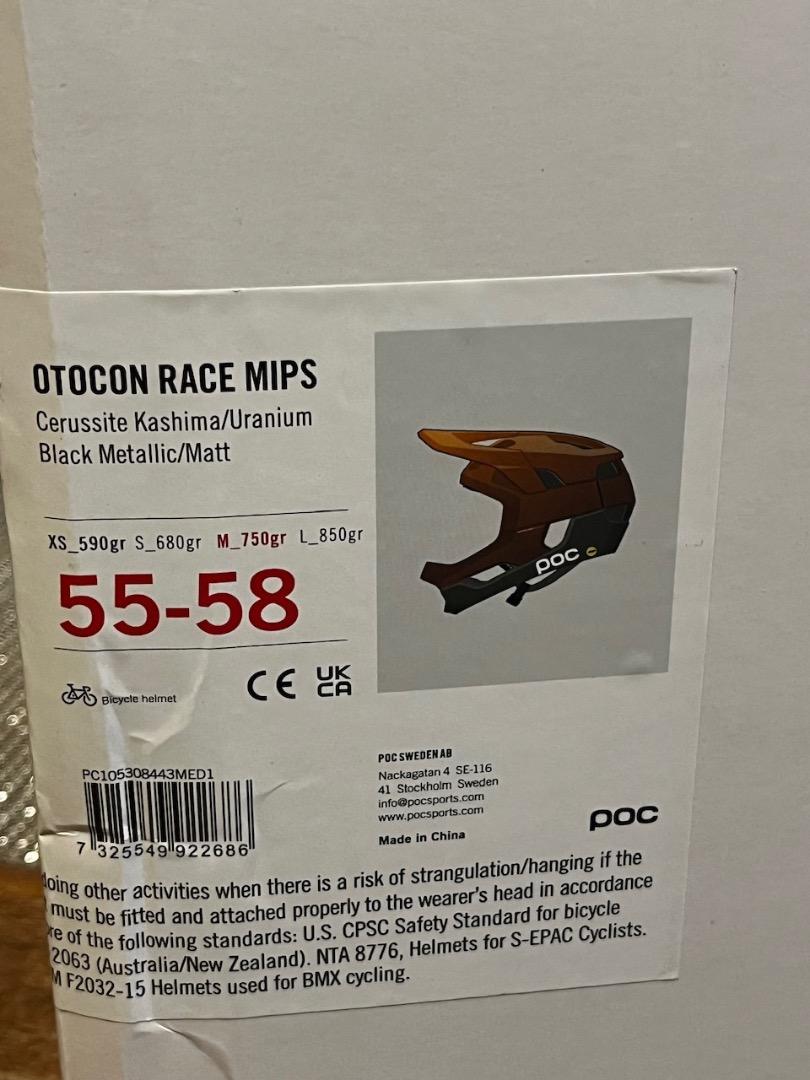 OTOCON RACE MIPS
Cerussite Kashima/Uranium
Black Metallic/Matt
XS_590gr S_680gr M_750gr L_850gr
55-58
Bicycle helmet
CE UK CA
poc
PC105308443MED1
7 325549 922686
POC SWEDEN AB
Nackagatan 4 SE-116
41 Stockholm Sweden
info@pocsports.com
www.pocsports.com
Made in China
poc
doing other activities when there is a risk of strangulation/hanging if the
must be fitted and attached properly to the wearer's head in accordance
re of the following standards: U.S. CPSC Safety Standard for bicycle
2063 (Australia/New Zealand). NTA 8776, Helmets for S-EPAC Cyclists.
M F2032-15 Helmets used for BMX cycling.